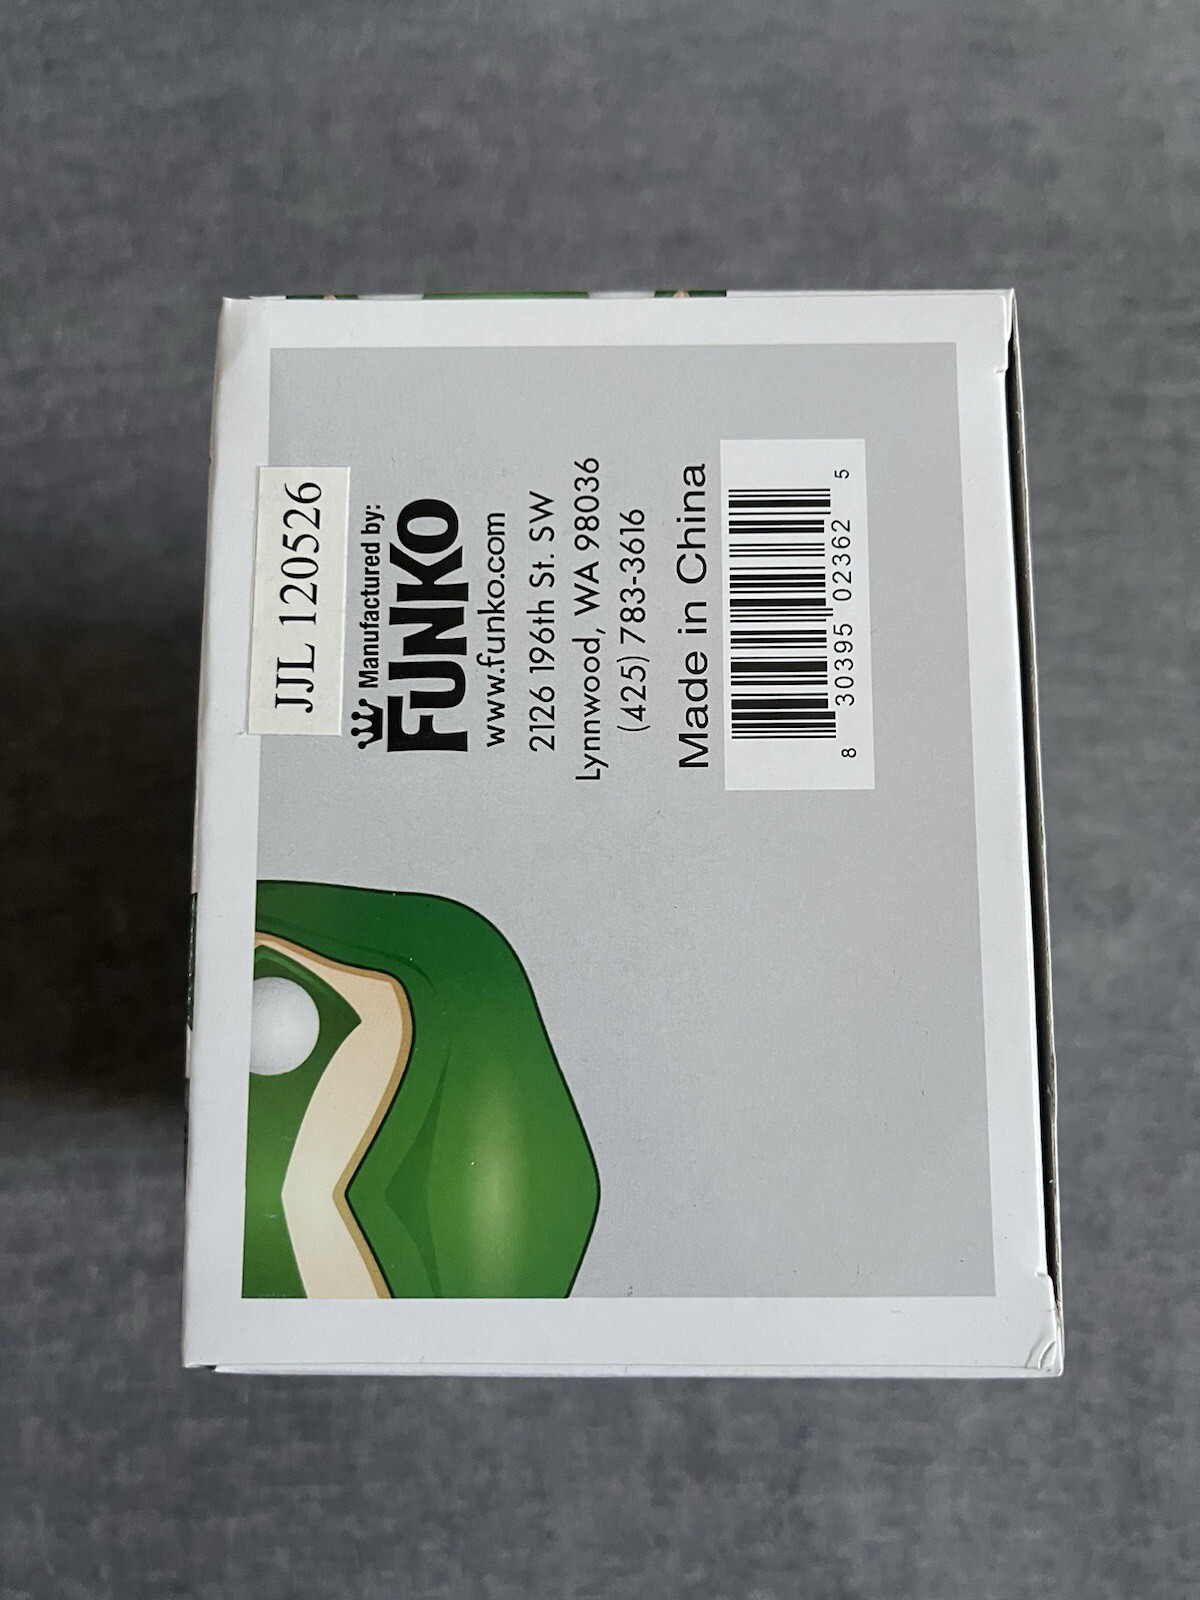 JJL 120526
Manufactured by:
FUNKO
www.funko.com
2126 196th St. SW
Lynnwood, WA 98036
(425) 783-3616
Made in China
8 30395 02362 5